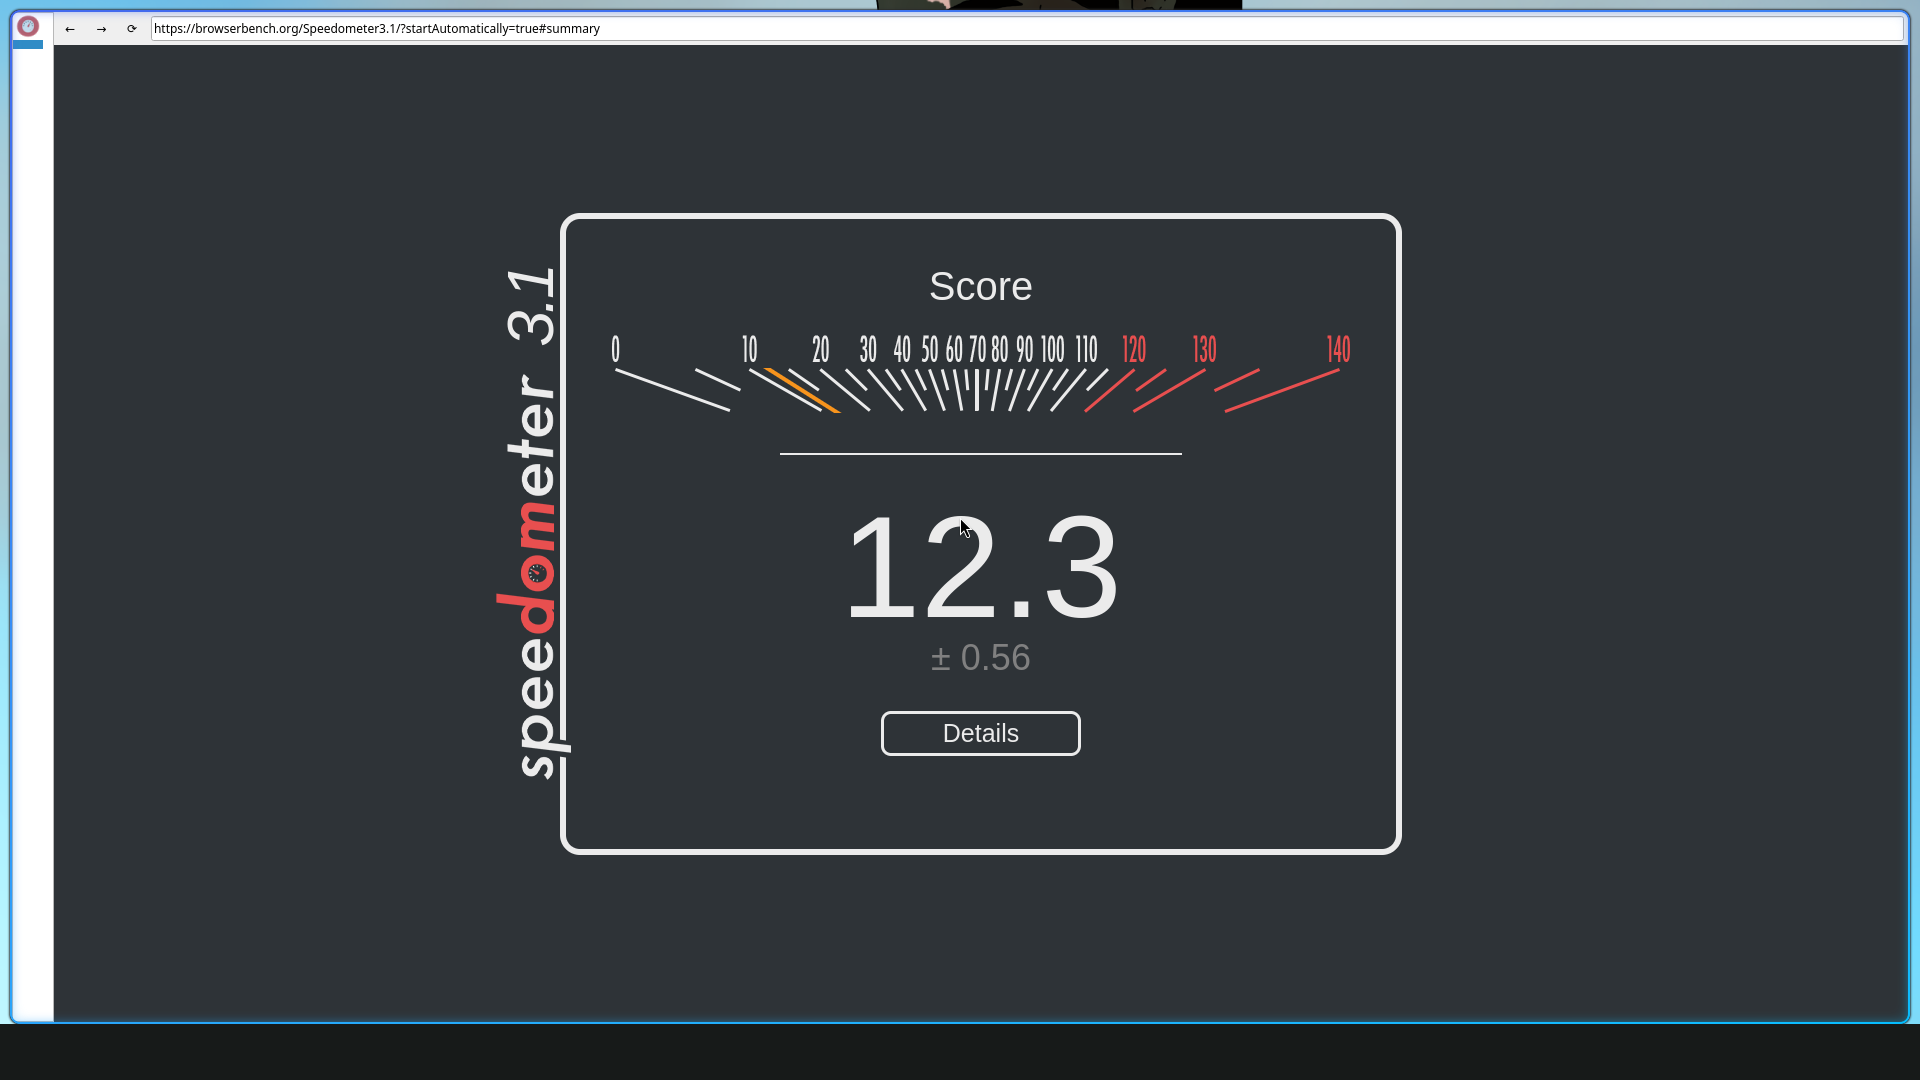 ← → ⟳ https://browserbench.org/Speedometer3.1/?startAutomatically=true#summary
speedometer 3.1
Score
0 10 20 30 40 50 60 70 80 90 100 110 120 130 140
12.3
± 0.56
Details